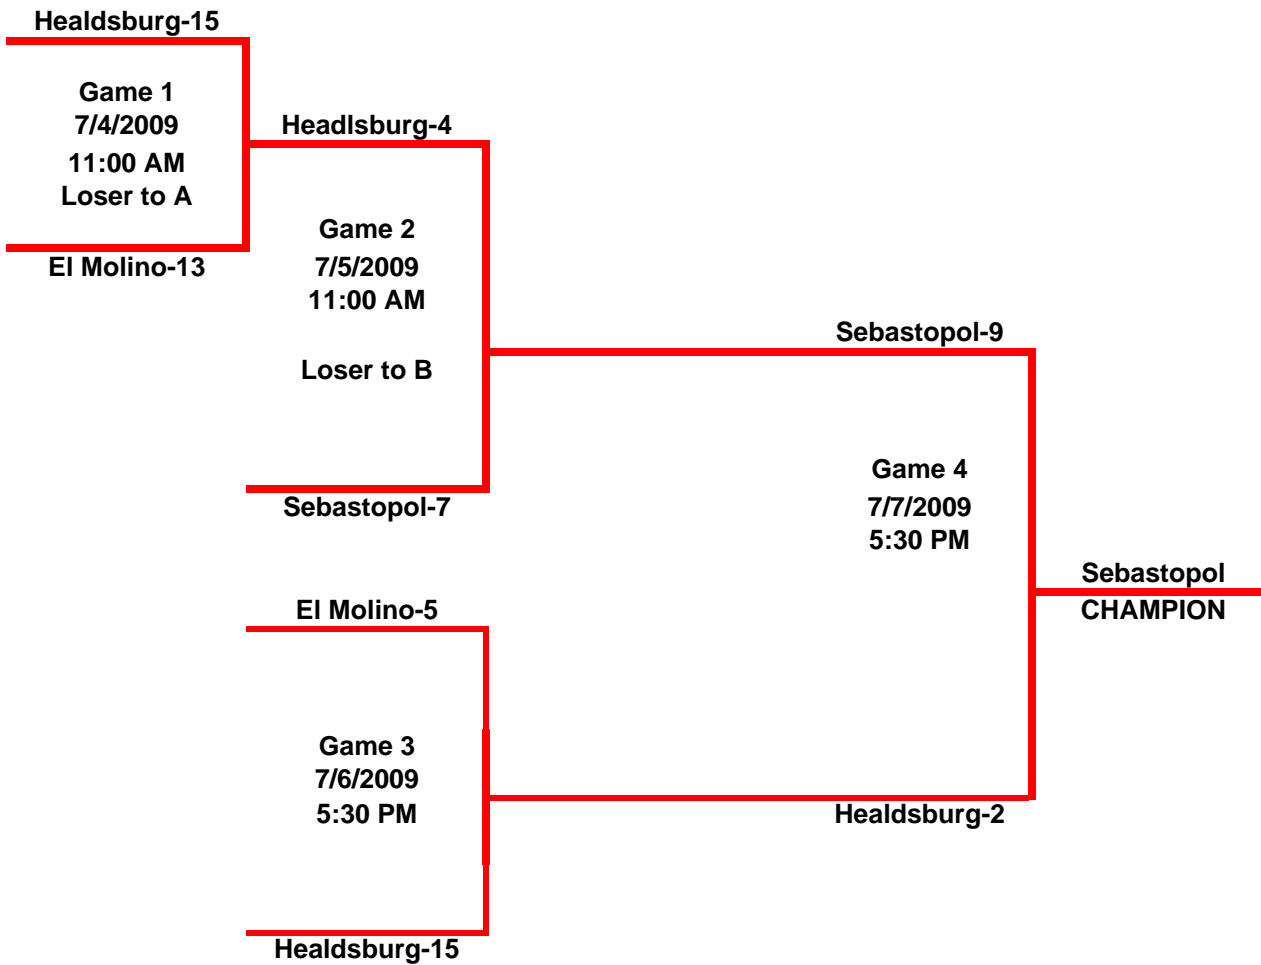 Healdsburg-15
Game 1
7/4/2009
11:00 AM
Loser to A
El Molino-13
Headlsburg-4
Game 2
7/5/2009
11:00 AM
Loser to B
Sebastopol-7
El Molino-5
Game 3
7/6/2009
5:30 PM
Healdsburg-15
Sebastopol-9
Game 4
7/7/2009
5:30 PM
Healdsburg-2
Sebastopol
CHAMPION